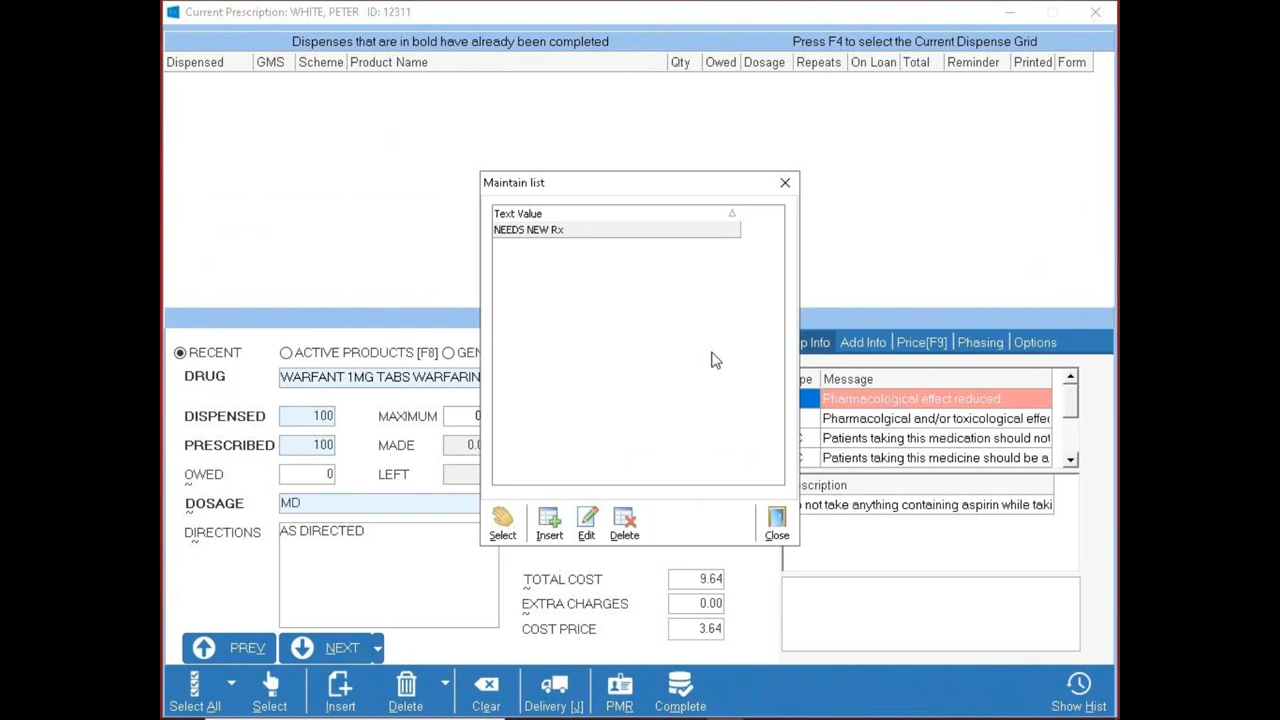 Current Prescription: WHITE, PETER ID: 12311
Dispenses that are in bold have already been completed Press F4 to select the Current Dispense Grid
Dispensed GMS Scheme Product Name Qty Owed Dosage Repeats On Loan Total Reminder Printed Form
Maintain list
Text Value
NEEDS NEW Rx
Select Insert Edit Delete Close
RECENT ACTIVE PRODUCTS [F8]
DRUG WARFANT 1MG TABS WARFARIN
DISPENSED 100 MAXIMUM
PRESCRIBED 100 MADE 0.0
OWED 0 LEFT
DOSAGE MD
DIRECTIONS AS DIRECTED
TOTAL COST 9.64
EXTRA CHARGES 0.00
COST PRICE 3.64
Info Add Info Price[F9] Phasing Options
Message
Pharmacological effect reduced
Pharmacolgical and/or toxicological effec
Patients taking this medication should not
Patients taking this medicine should be a
not take anything containing aspirin while taki
PREV NEXT
Select All Select Insert Delete Clear Delivery [J] PMR Complete Show Hist